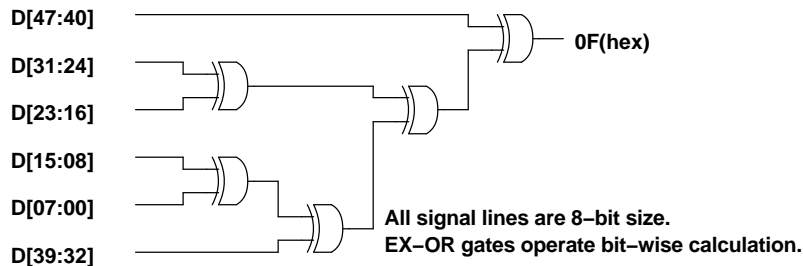 D[47:40]
0F(hex)
D[31:24]
D[23:16]
D[15:08]
D[07:00]
D[39:32]
All signal lines are 8−bit size.
EX−OR gates operate bit−wise calculation.